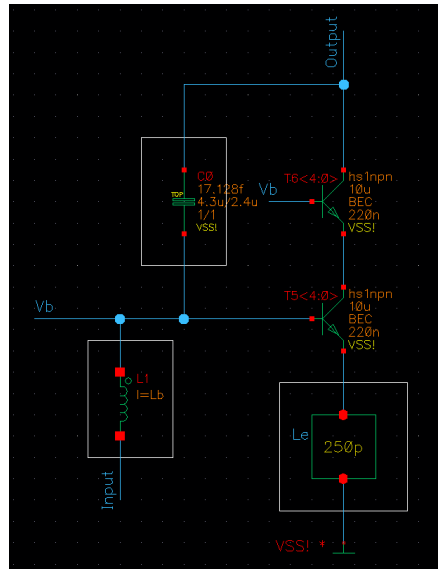 Output
C0
17.128f
TOP
4.3u/2.4u
1/1
VSS!
Vb
T6<4:0>
hs1npn
10u
BEC
220n
VSS!
Vb
T5<4:0>
hs1npn
10u
BEC
220n
VSS!
L1
l=Lb
Input
Le
250p
VSS! *